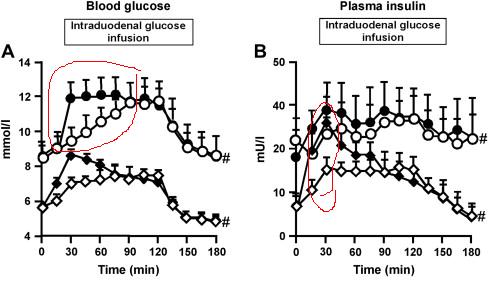 Blood glucose
Intraduodenal glucose
infusion
A
14
12
10
8
6
4
mmol/l
0
30
60
90
120
150
180
Time (min)
#
#
Plasma insulin
Intraduodenal glucose
infusion
B
50
40
20
10
0
mU/l
0
30
60
90
120
150
180
Time (min)
#
#